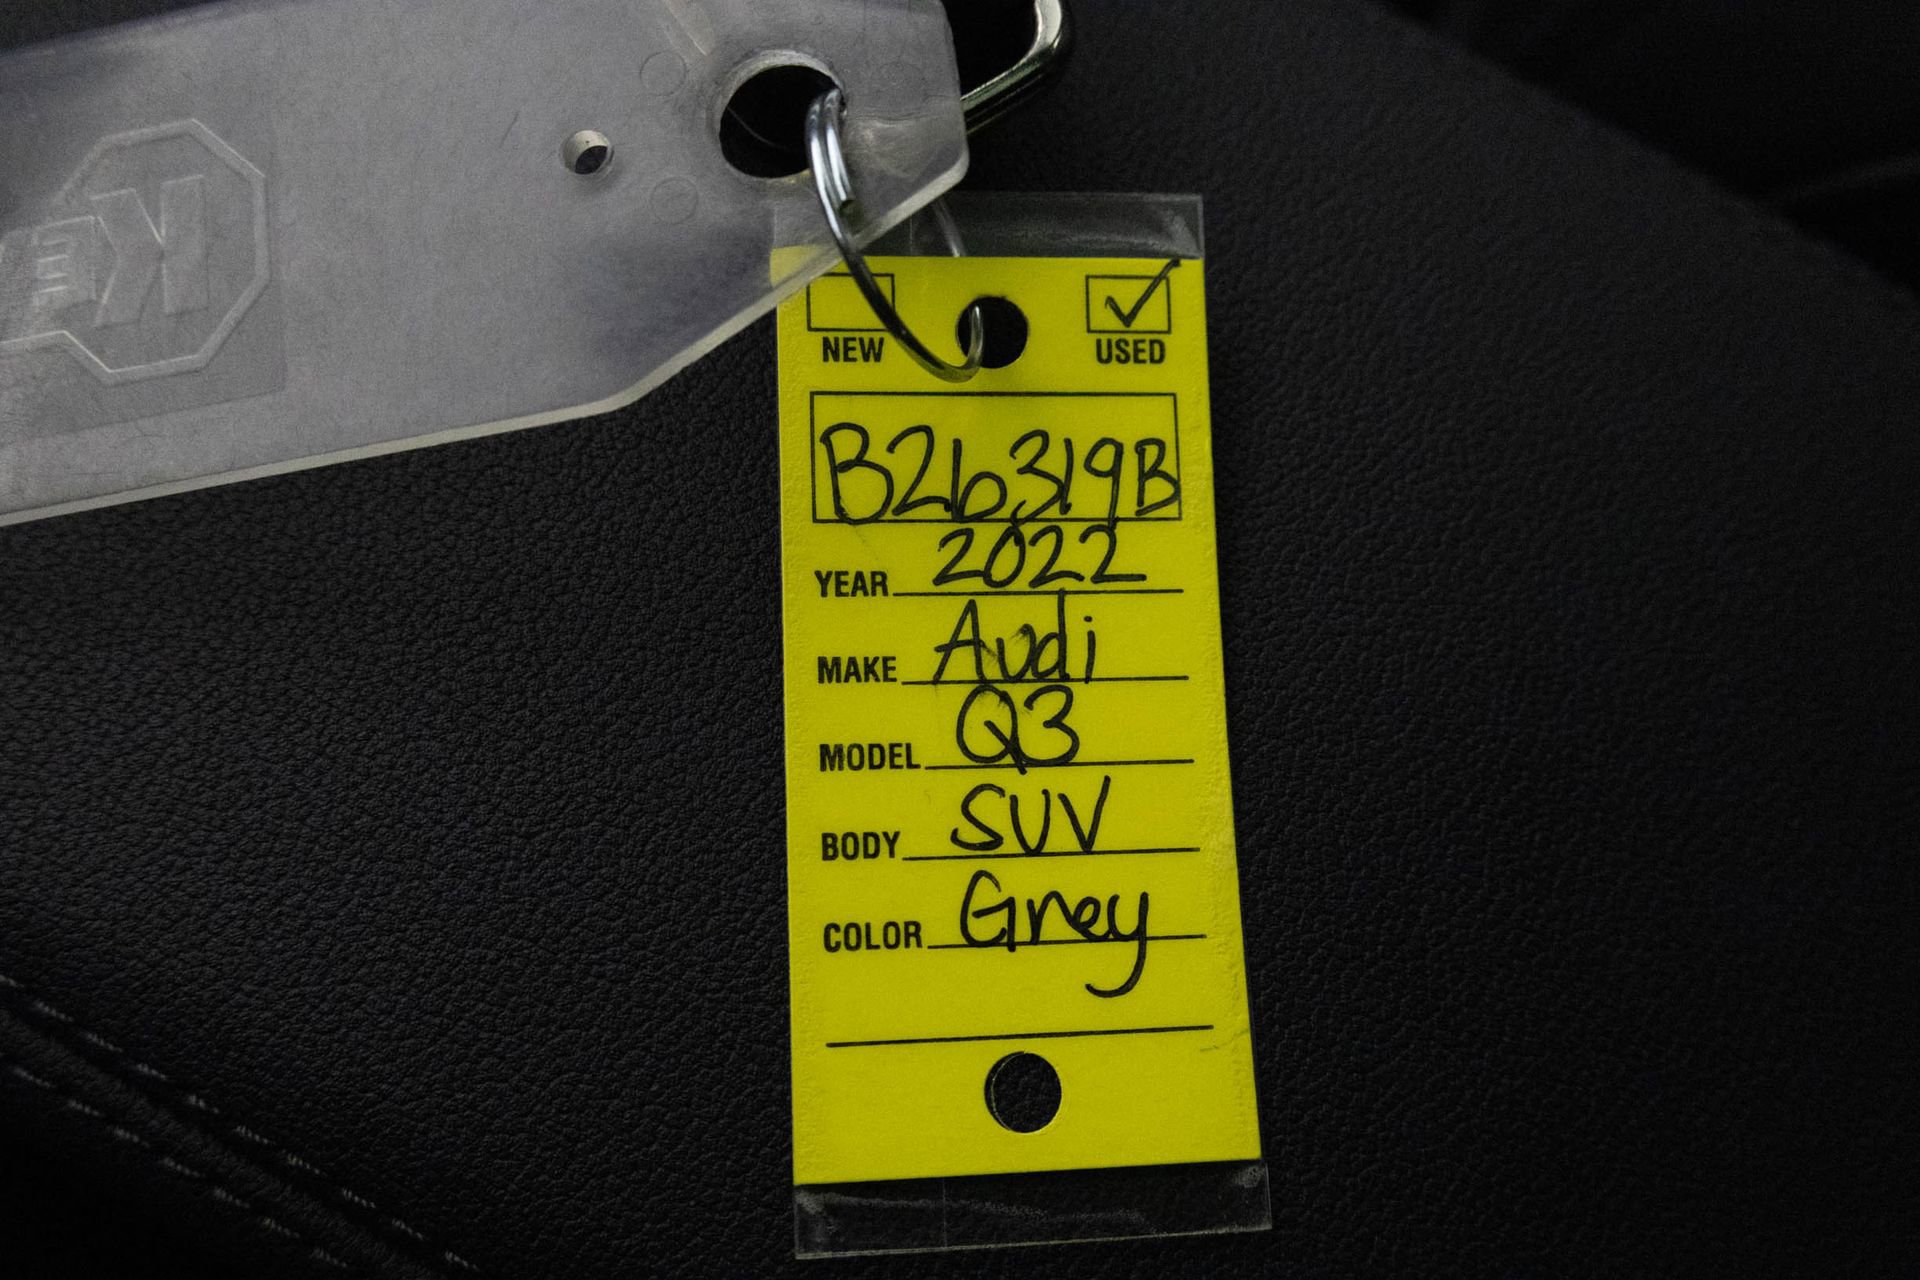 NEW USED
B26319B
YEAR 2022
MAKE Audi
MODEL Q3
BODY SUV
COLOR Grey